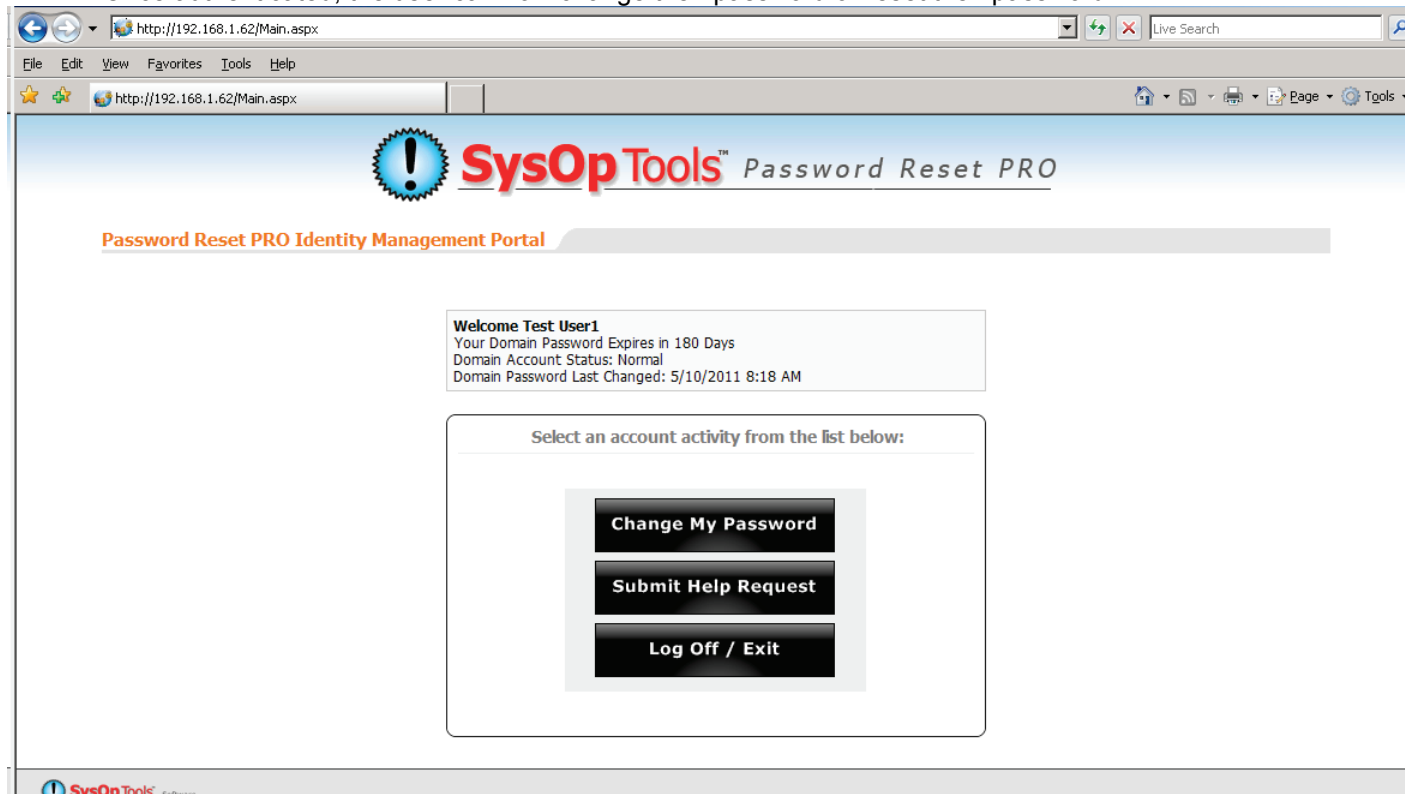 http://192.168.1.62/Main.aspx
Live Search
File Edit View Favorites Tools Help
http://192.168.1.62/Main.aspx
Page Tools
! SysOp Tools™ Password Reset PRO
Password Reset PRO Identity Management Portal
Welcome Test User1
Your Domain Password Expires in 180 Days
Domain Account Status: Normal
Domain Password Last Changed: 5/10/2011 8:18 AM
Select an account activity from the list below:
Change My Password
Submit Help Request
Log Off / Exit
SysOp Tools